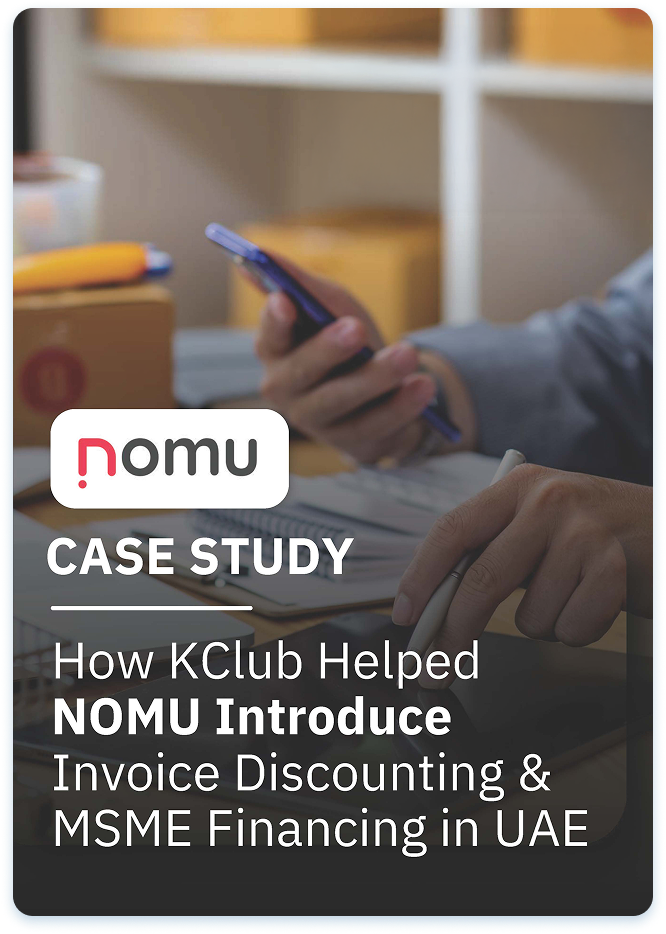 nomu
CASE STUDY
How KClub Helped
NOMU Introduce
Invoice Discounting &
MSME Financing in UAE